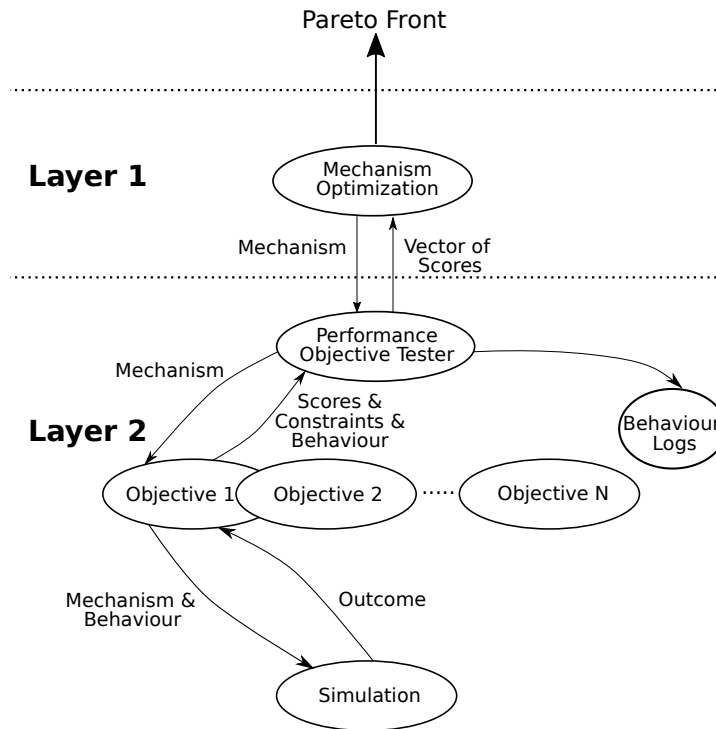 Pareto Front
Layer 1
Mechanism
Optimization
Mechanism
Vector of
Scores
Performance
Objective Tester
Mechanism
Scores &
Constraints &
Behaviour
Layer 2
Behaviour
Logs
Objective 1
Objective 2
.....
Objective N
Mechanism &
Behaviour
Outcome
Simulation